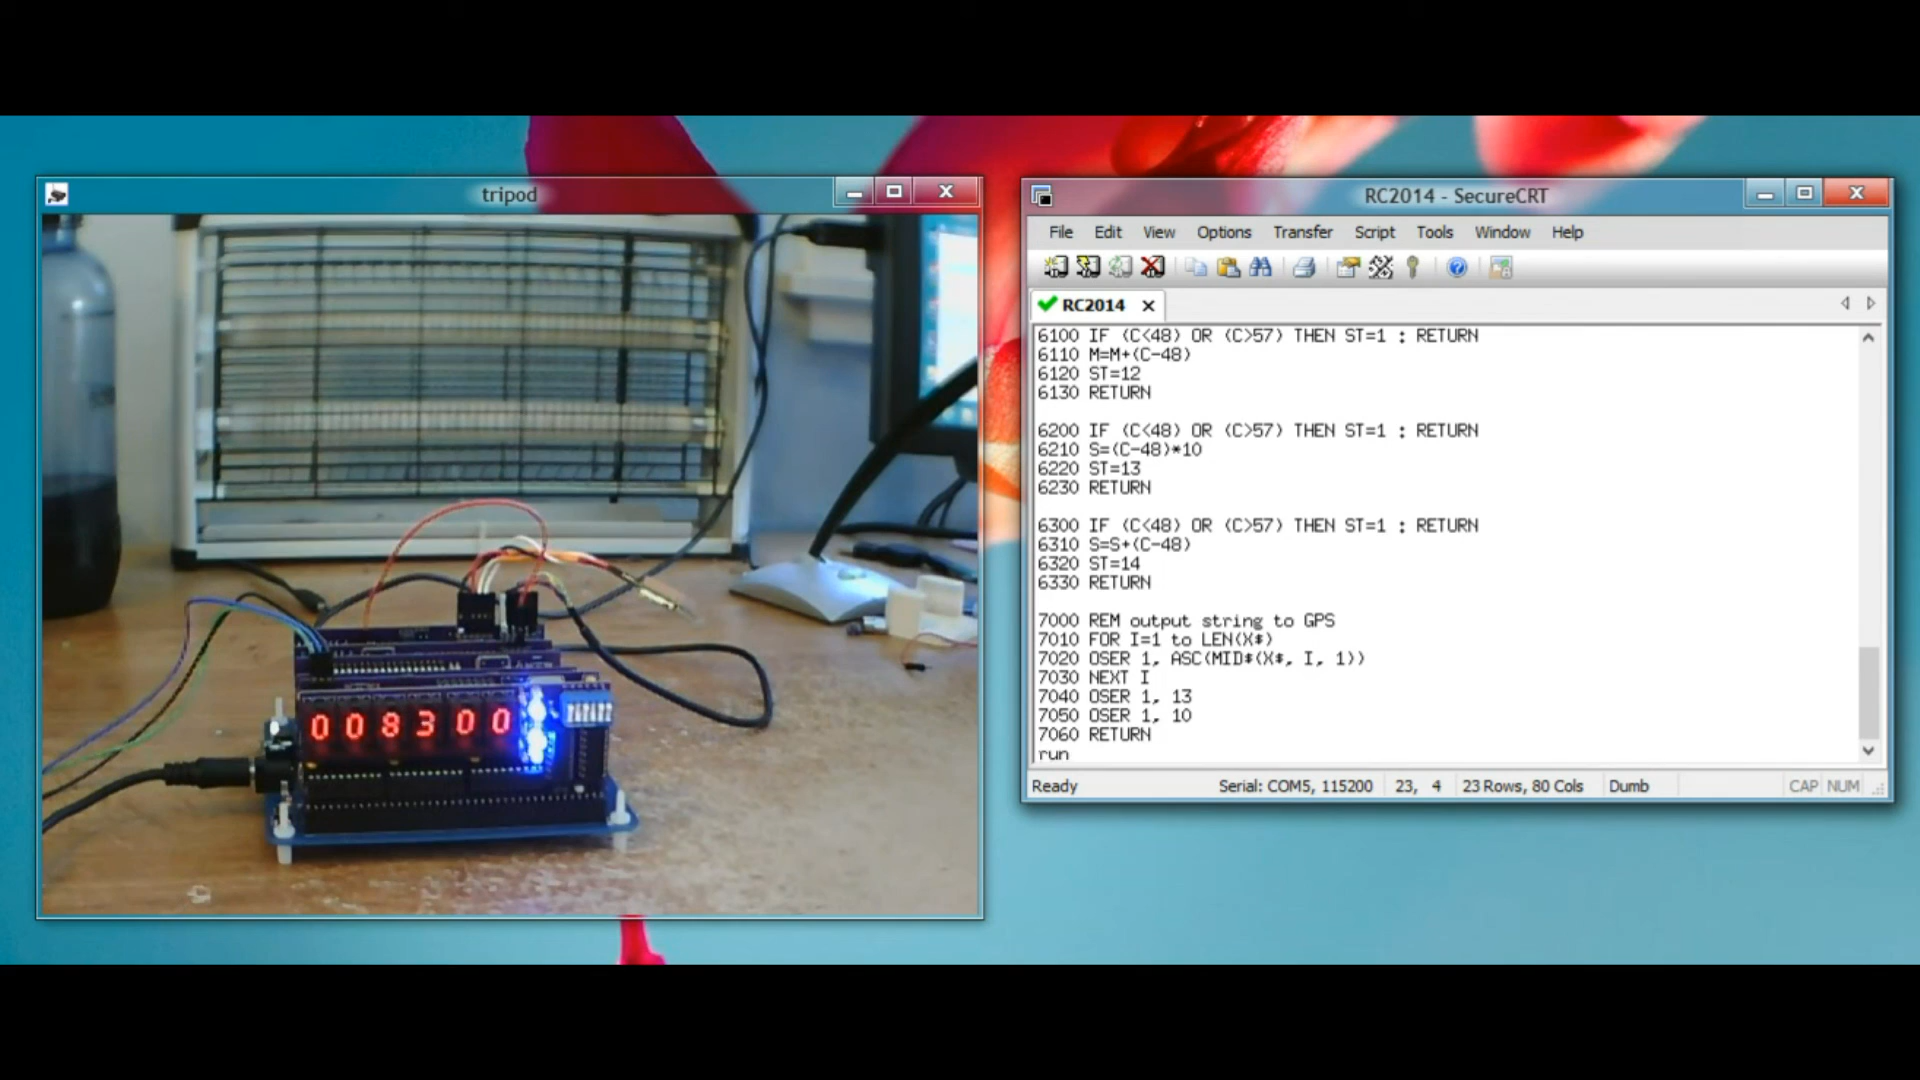 tripod
008300
RC2014 - SecureCRT
File Edit View Options Transfer Script Tools Window Help
RC2014
6100 IF (C<48) OR (C>57) THEN ST=1 : RETURN
6110 M=M+(C-48)
6120 ST=12
6130 RETURN
6200 IF (C<48) OR (C>57) THEN ST=1 : RETURN
6210 S=(C-48)*10
6220 ST=13
6230 RETURN
6300 IF (C<48) OR (C>57) THEN ST=1 : RETURN
6310 S=S+(C-48)
6320 ST=14
6330 RETURN
7000 REM output string to GPS
7010 FOR I=1 to LEN(X$)
7020 OSER 1, ASC(MID$(X$, I, 1))
7030 NEXT I
7040 OSER 1, 13
7050 OSER 1, 10
7060 RETURN
run
Ready Serial: COM5, 115200 23, 4 23 Rows, 80 Cols Dumb CAP NUM